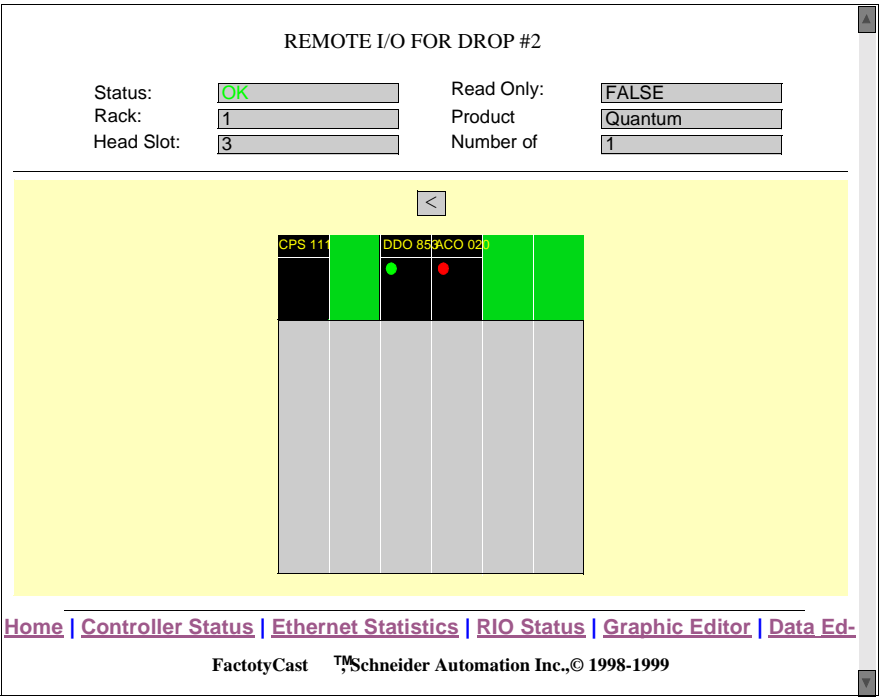 REMOTE I/O FOR DROP #2
Status: OK Read Only: FALSE
Rack: 1 Product Quantum
Head Slot: 3 Number of 1
<
CPS 111 DDO 853 ACO 020
Home | Controller Status | Ethernet Statistics | RIO Status | Graphic Editor | Data Ed-
FactotyCast ™,Schneider Automation Inc.,© 1998-1999